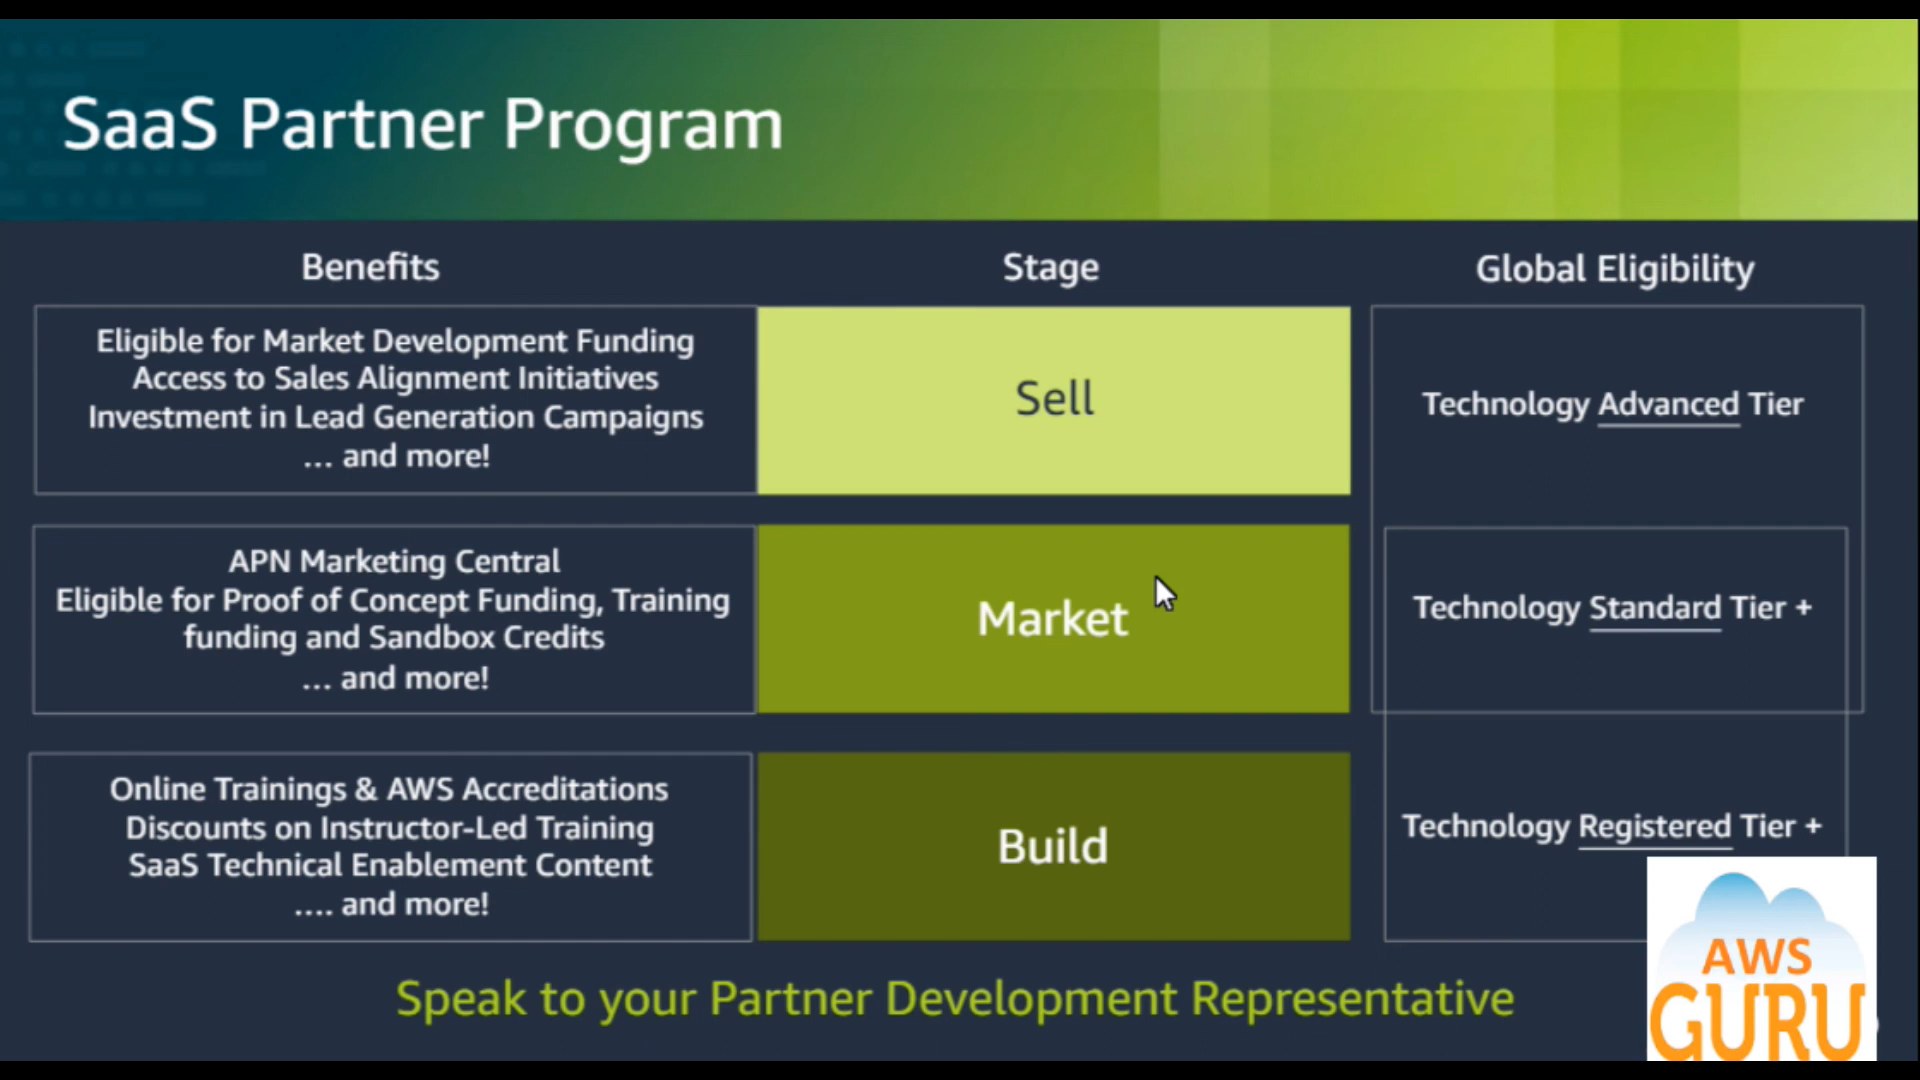 SaaS Partner Program
Benefits
Stage
Global Eligibility
Eligible for Market Development Funding
Access to Sales Alignment Initiatives
Investment in Lead Generation Campaigns
... and more!
Sell
Technology Advanced Tier
APN Marketing Central
Eligible for Proof of Concept Funding, Training
funding and Sandbox Credits
... and more!
Market
Technology Standard Tier +
Online Trainings & AWS Accreditations
Discounts on Instructor-Led Training
SaaS Technical Enablement Content
.... and more!
Build
Technology Registered Tier +
Speak to your Partner Development Representative
AWS
GURU